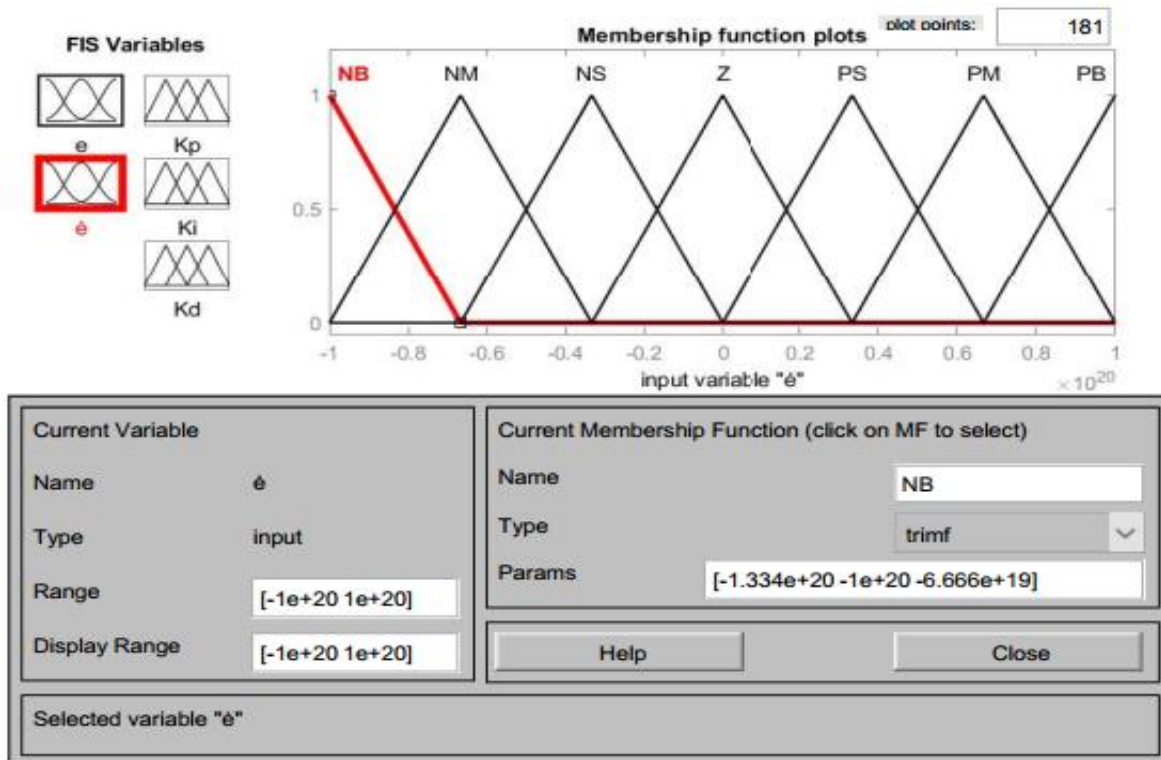 FIS Variables
e
ė
Kp
Ki
Kd
Membership function plots
plot points:
181
NB NM NS Z PS PM PB
1
0.5
0
-1 -0.8 -0.6 -0.4 -0.2 0 0.2 0.4 0.6 0.8 1
input variable "ė"
×10²⁰
Current Variable
Name ė
Type input
Range [-1e+20 1e+20]
Display Range [-1e+20 1e+20]
Current Membership Function (click on MF to select)
Name NB
Type trimf
Params [-1.334e+20 -1e+20 -6.666e+19]
Help Close
Selected variable "ė"